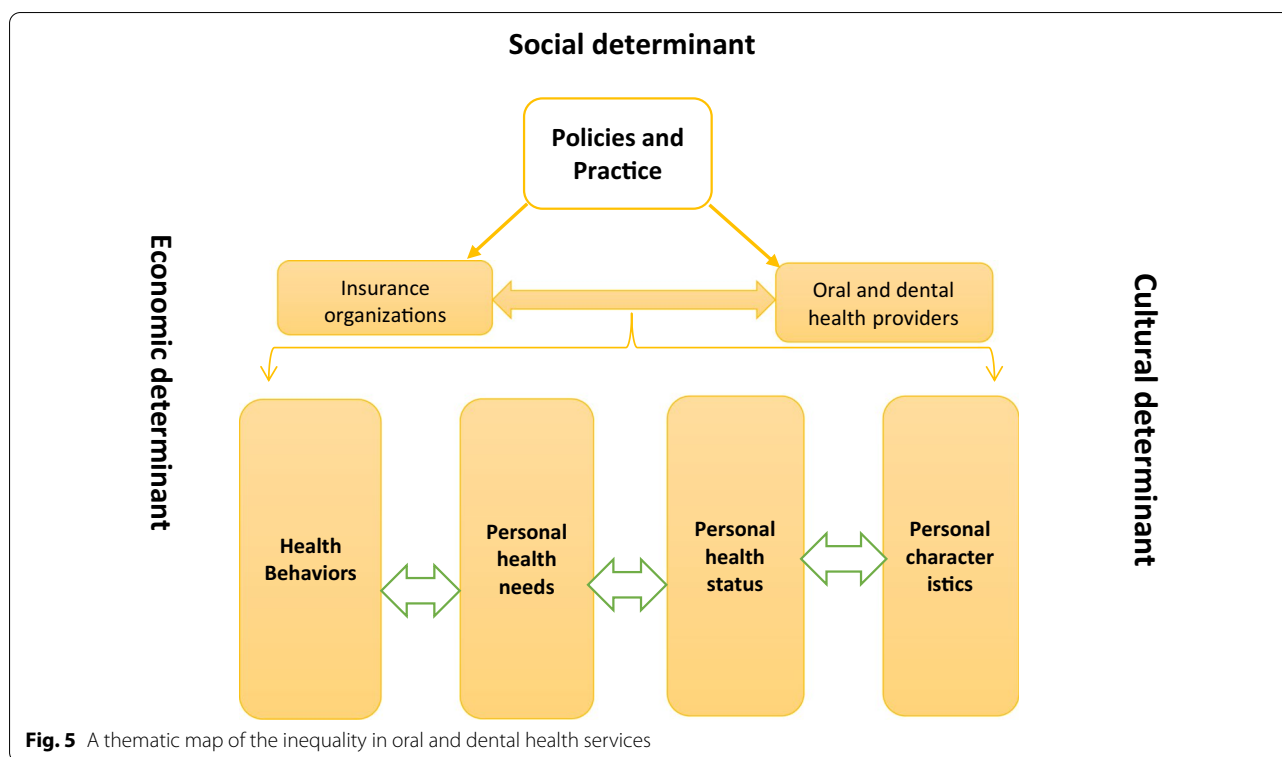 Social determinant
Policies and
Practice
Economic determinant
Insurance
organizations
Oral and dental
health providers
Cultural determinant
Health
Behaviors
Personal
health
needs
Personal
health
status
Personal
character
istics
Fig. 5 A thematic map of the inequality in oral and dental health services